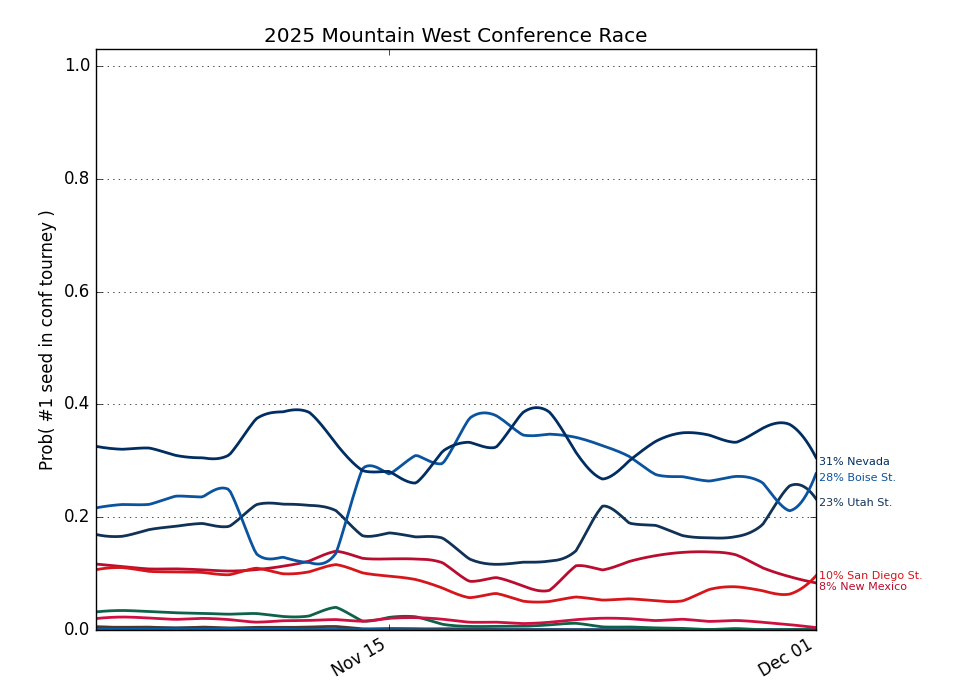 2025 Mountain West Conference Race
Prob( #1 seed in conf tourney )
1.0
0.8
0.6
0.4
0.2
0.0
31% Nevada
28% Boise St.
23% Utah St.
10% San Diego St.
8% New Mexico
Nov 15
Dec 01